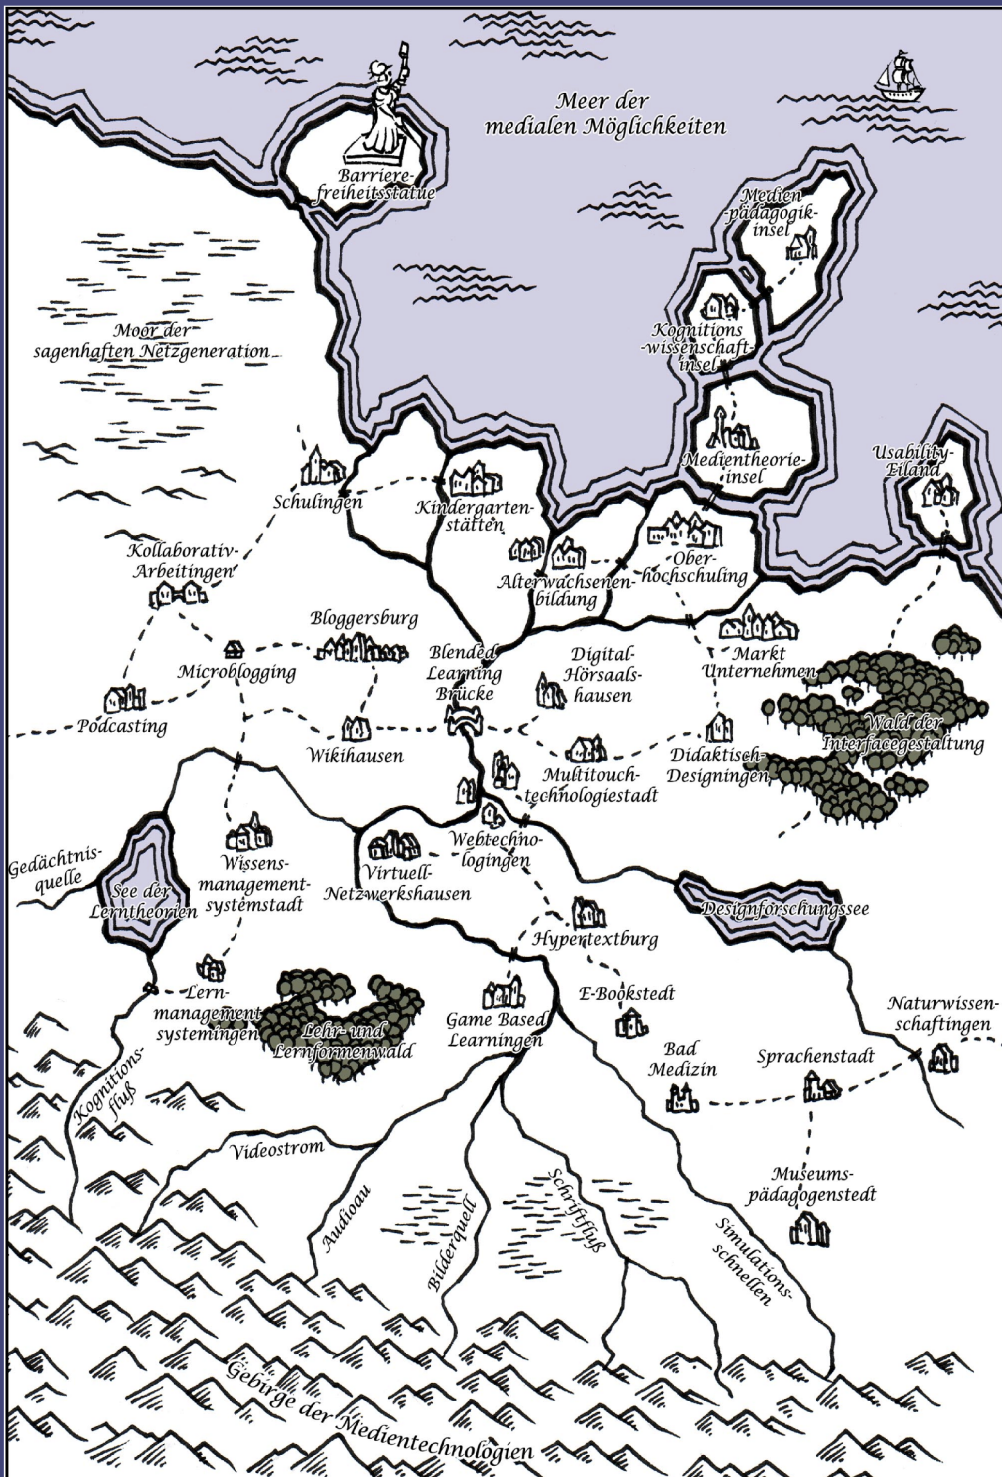 Meer der
medialen Möglichkeiten
Barriere-
freiheitsstatue
Medien
-pädagogik-
insel
Moor der
sagenhaften Netzgeneration
Kognitions
-wissenschaft-
insel
Medientheorie-
insel
Usability-
Eiland
Schulingen
Kindergarten-
stätten
Kollaborativ-
Arbeitingen
Alterwachsenen-
bildung
Ober-
hochschuling
Bloggersburg
Microblogging
Blended
Learning
Brücke
Digital-
Hörsaals-
hausen
Markt
Unternehmen
Podcasting
Wikihausen
Multitouch-
technologiestadt
Didaktisch-
Designingen
Wald der
Interfacegestaltung
Gedächtnis-
quelle
See der
Lerntheorien
Wissens-
management-
systemstadt
Virtuell-
Netzwerkshausen
Webtechno-
logingen
Designforschungssee
Hypertextburg
Lern-
management
systemingen
Lehr- und
Lernformenwald
Game Based
Learningen
E-Bookstedt
Naturwissen-
schaftingen
Bad
Medizin
Sprachenstadt
Kognitions-
fluß
Videostrom
Audioau
Bilderquell
Schriftfluß
Simulations-
schnellen
Museums-
pädagogenstedt
Gebirge der Medientechnologien